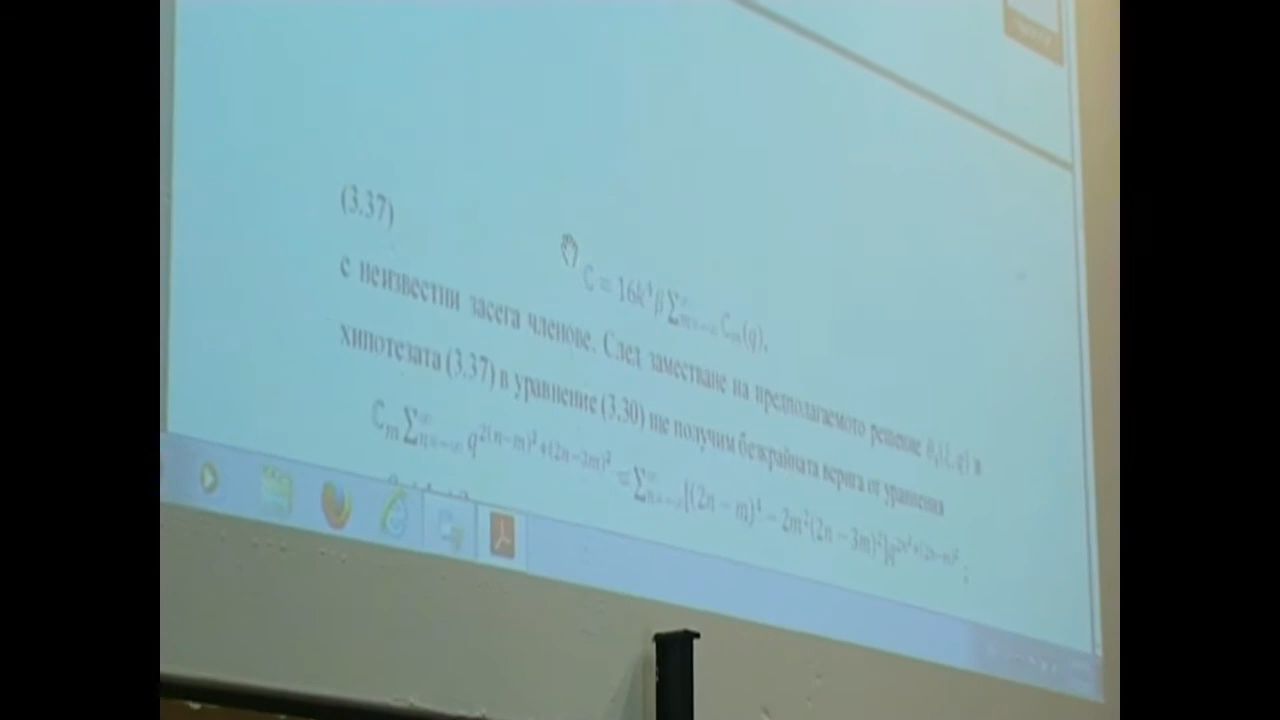 (3.37)
ℂ = 16k⁴β∑ₘ₌₋∞^∞ ℂₘ(q),
с неизвестни засега членове. След заместване на предполагаемото решение
хипотезата (3.37) в уравнение (3.30) ще получим безкрайната верига от уравнения
ℂₘ∑ₙ₌₋∞^∞ q^{2(n−m)²+(2n−3m)²} = ∑ₙ₌₋∞^∞[(2n − m)⁴ − 2m²(2n − 3m)²]